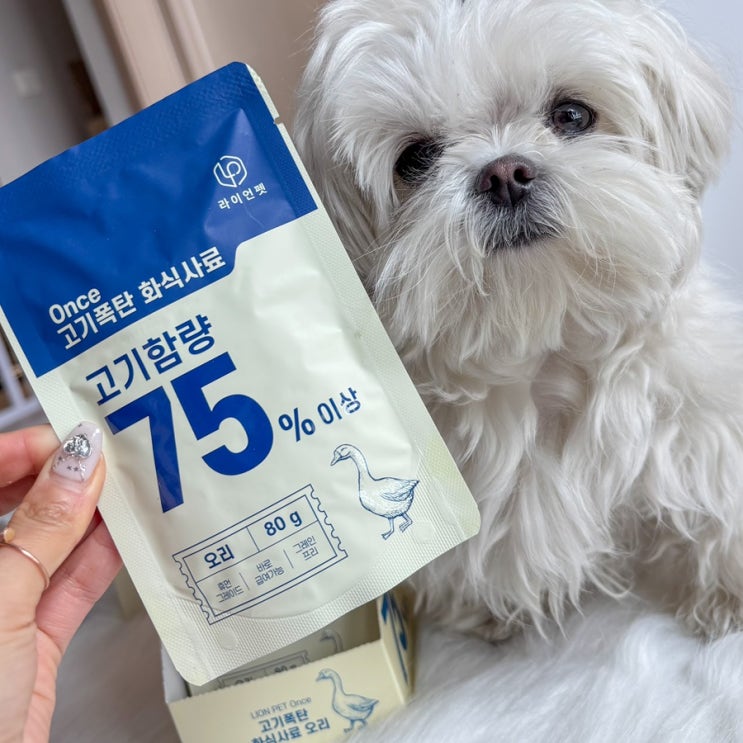 라이언펫
Once
고기폭탄 화식사료
고기함량
75% 이상
오리 80 g
휴먼 그레이드
바로 급여가능
그레인 프리
75
80 g
LION PET Once
고기폭탄
화식사료 오리